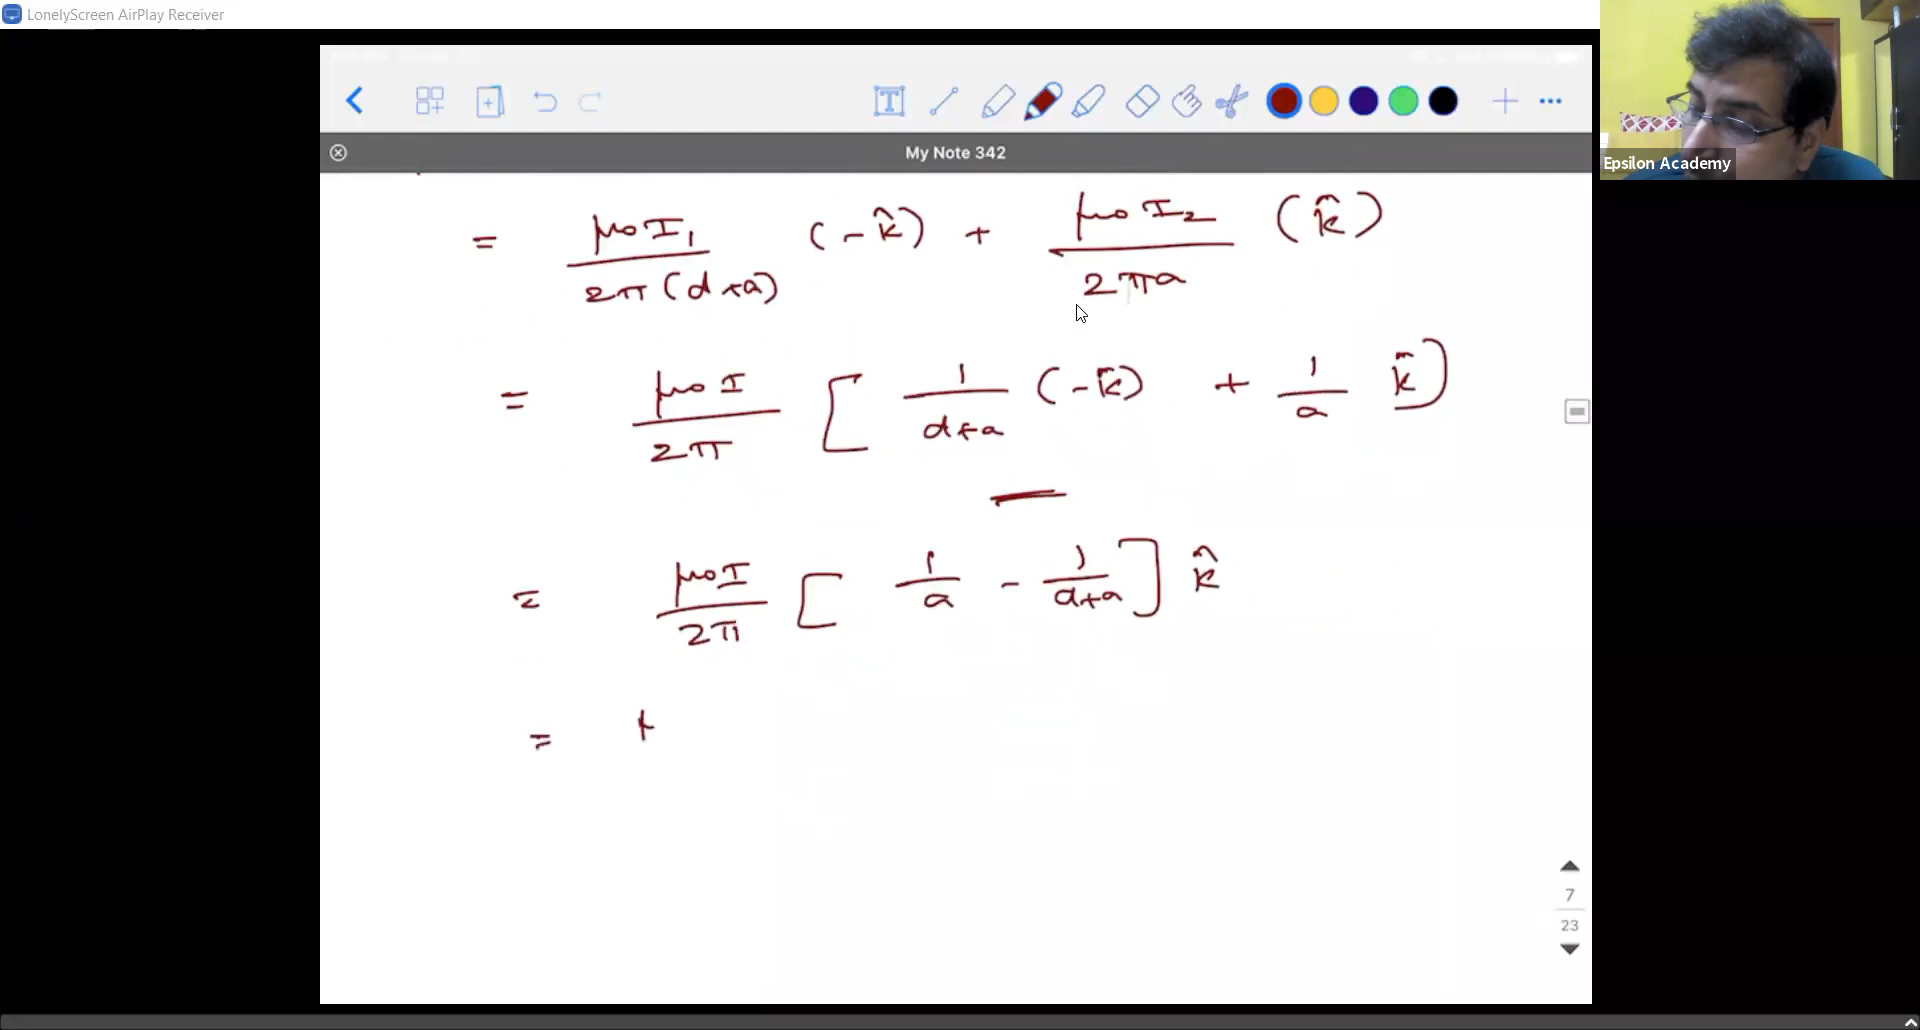 LonelyScreen AirPlay Receiver
T
My Note 342
Epsilon Academy
= μ₀I₁ / 2π(d+a) (-k̂) + μ₀I₂ / 2πa (k̂)
= μ₀I / 2π [ 1 / d+a (-k̂) + 1 / a k̂ ]
= μ₀I / 2π [ 1 / a - 1 / d+a ] k̂
=
7
23